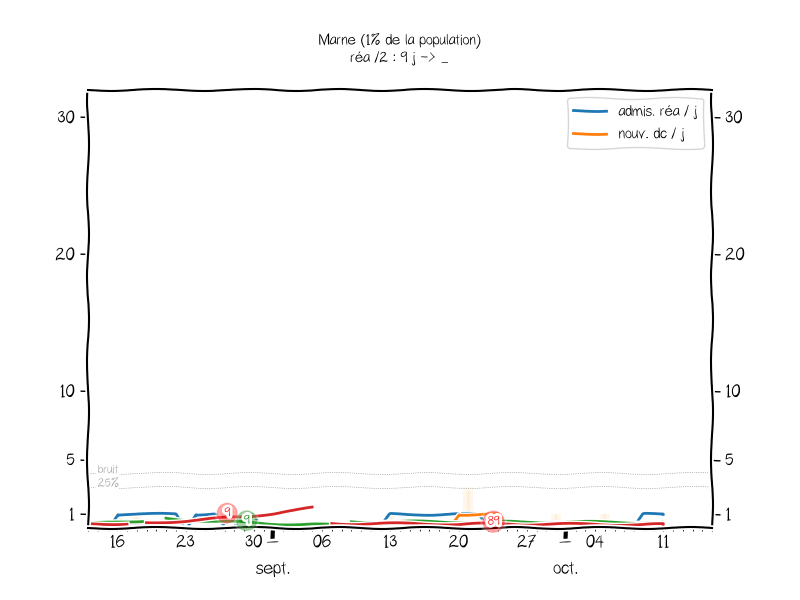 Marne (1% de la population)
réa /2 : 9 j -> _
admis. réa / j
nouv. dc / j
30 30
20 20
10 10
5 5
1 1
bruit
25%
9
9
89
16 23 30 06 13 20 27 04 11
sept. oct.